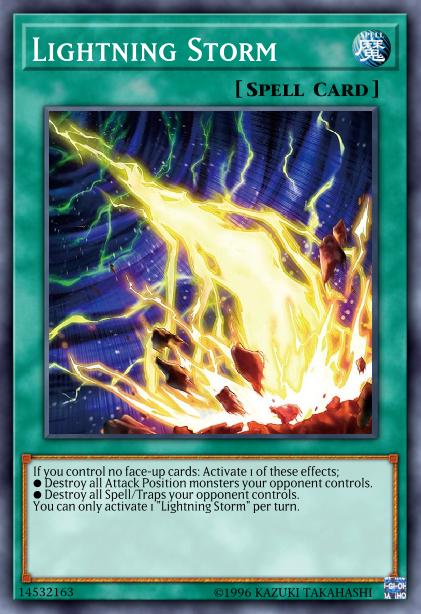 Lightning Storm
SPELL
魔
[ Spell Card ]
If you control no face-up cards: Activate 1 of these effects;
● Destroy all Attack Position monsters your opponent controls.
● Destroy all Spell/Traps your opponent controls.
You can only activate 1 "Lightning Storm" per turn.
14532163
©1996 KAZUKI TAKAHASHI